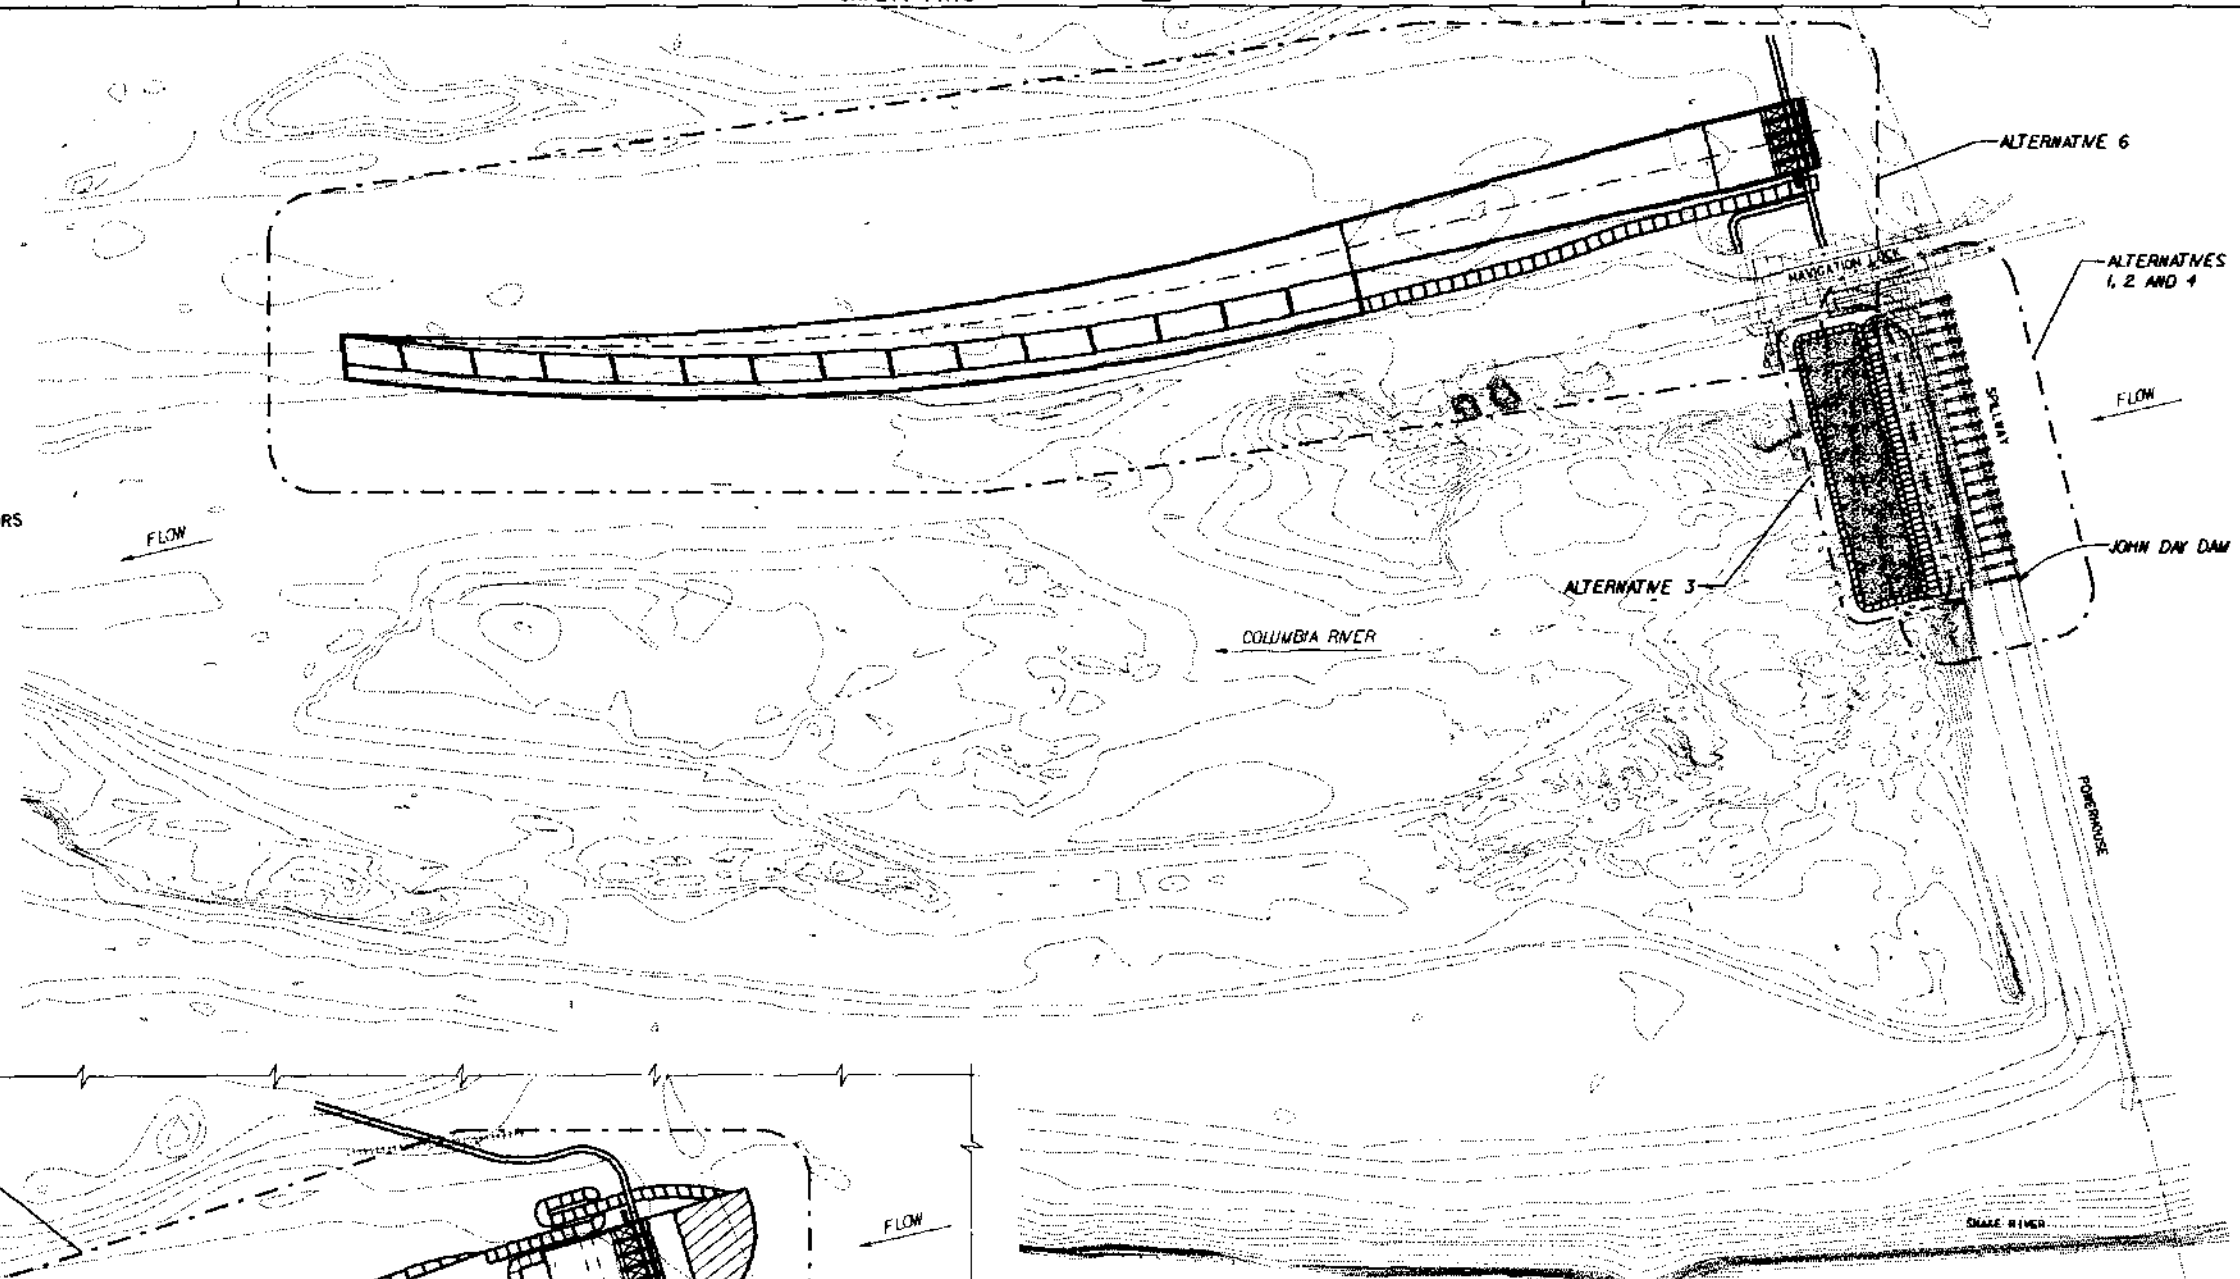 ALTERNATIVE 6
NAVIGATION LOCK
ALTERNATIVES
1, 2 AND 4
SPILLWAY
FLOW
RS
FLOW
JOHN DAY DAM
ALTERNATIVE 3
COLUMBIA RIVER
POWERHOUSE
FLOW
SNAKE RIVER